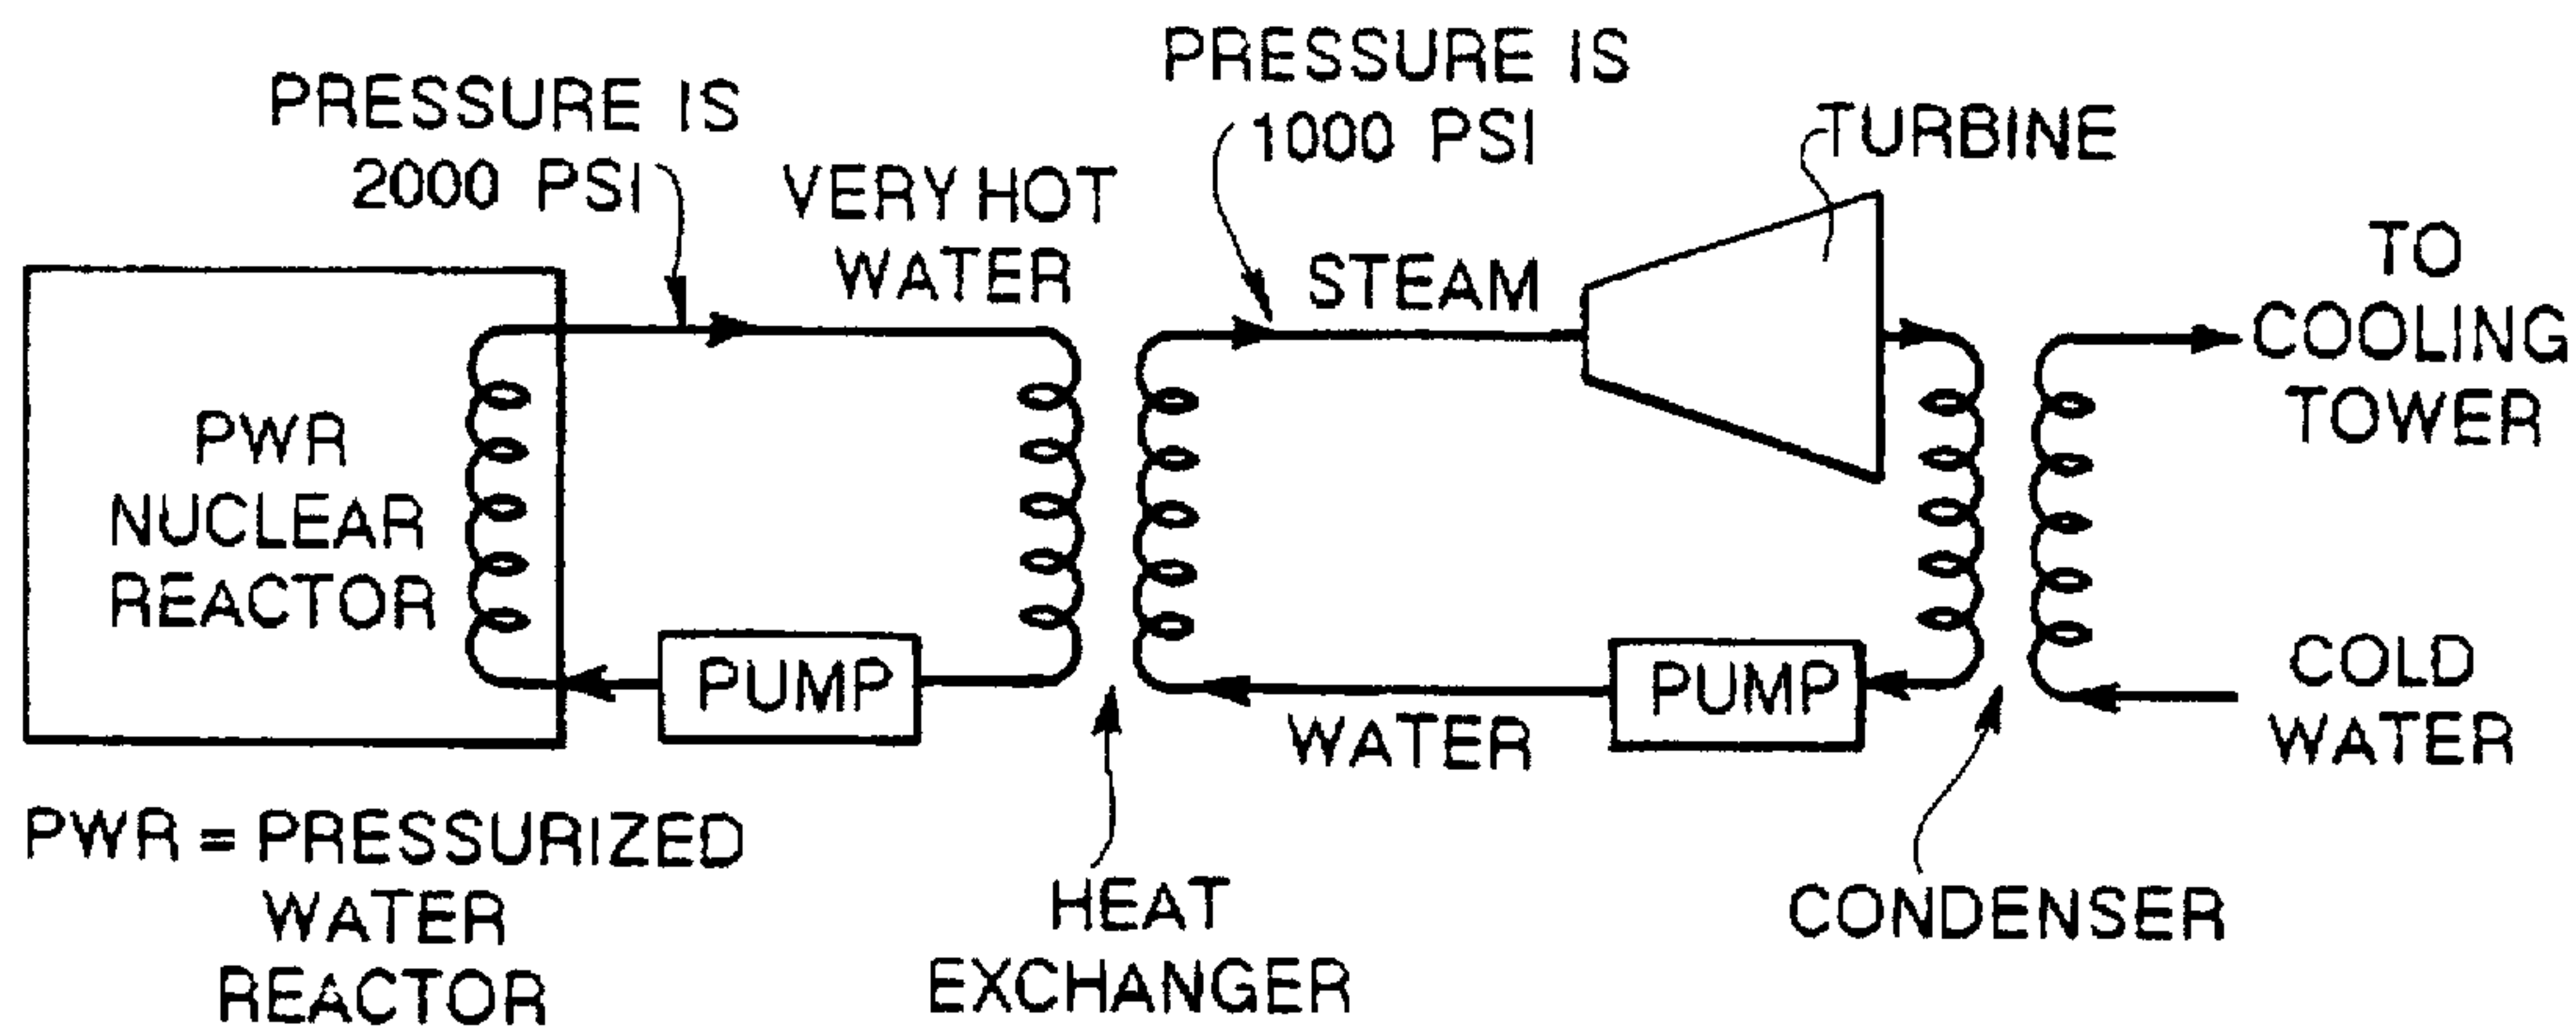 PRESSURE IS
2000 PSI
VERY HOT
WATER
PRESSURE IS
1000 PSI
STEAM
TURBINE
TO
COOLING
TOWER
PWR
NUCLEAR
REACTOR
PUMP
WATER
PUMP
COLD
WATER
PWR = PRESSURIZED
WATER
REACTOR
HEAT
EXCHANGER
CONDENSER